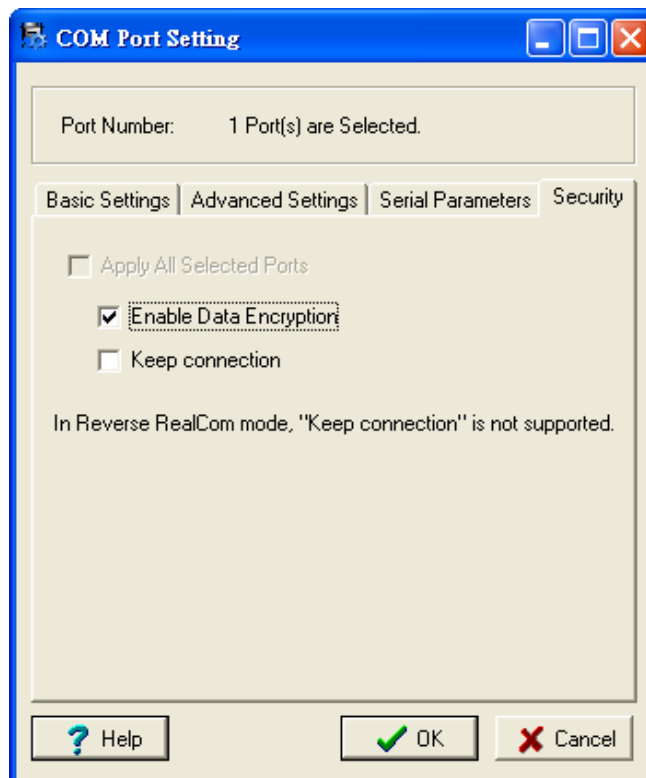 COM Port Setting
Port Number: 1 Port(s) are Selected.
Basic Settings Advanced Settings Serial Parameters Security
Apply All Selected Ports
Enable Data Encryption
Keep connection
In Reverse RealCom mode, "Keep connection" is not supported.
? Help OK Cancel